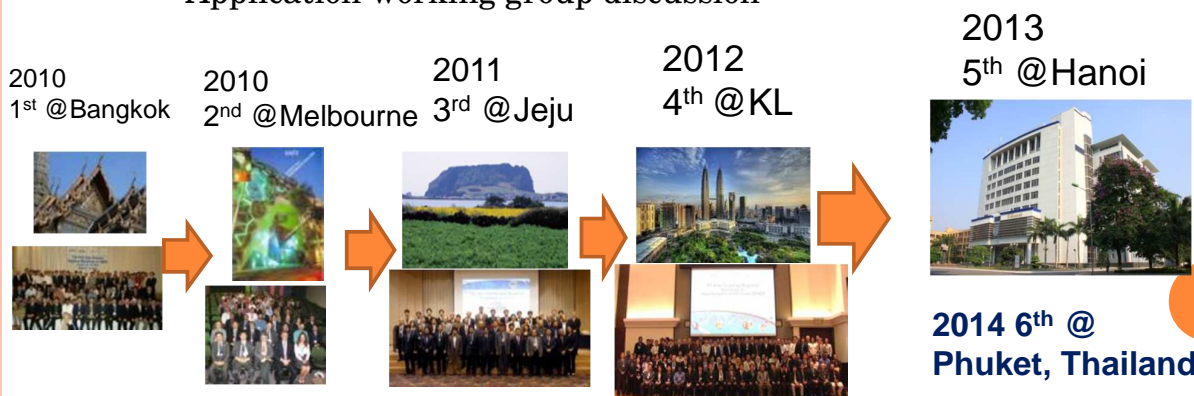 Application working group discussion
2010
1st @Bangkok
2010
2nd @Melbourne
2011
3rd @Jeju
2012
4th @KL
2013
5th @Hanoi
2014 6th @
Phuket, Thailand